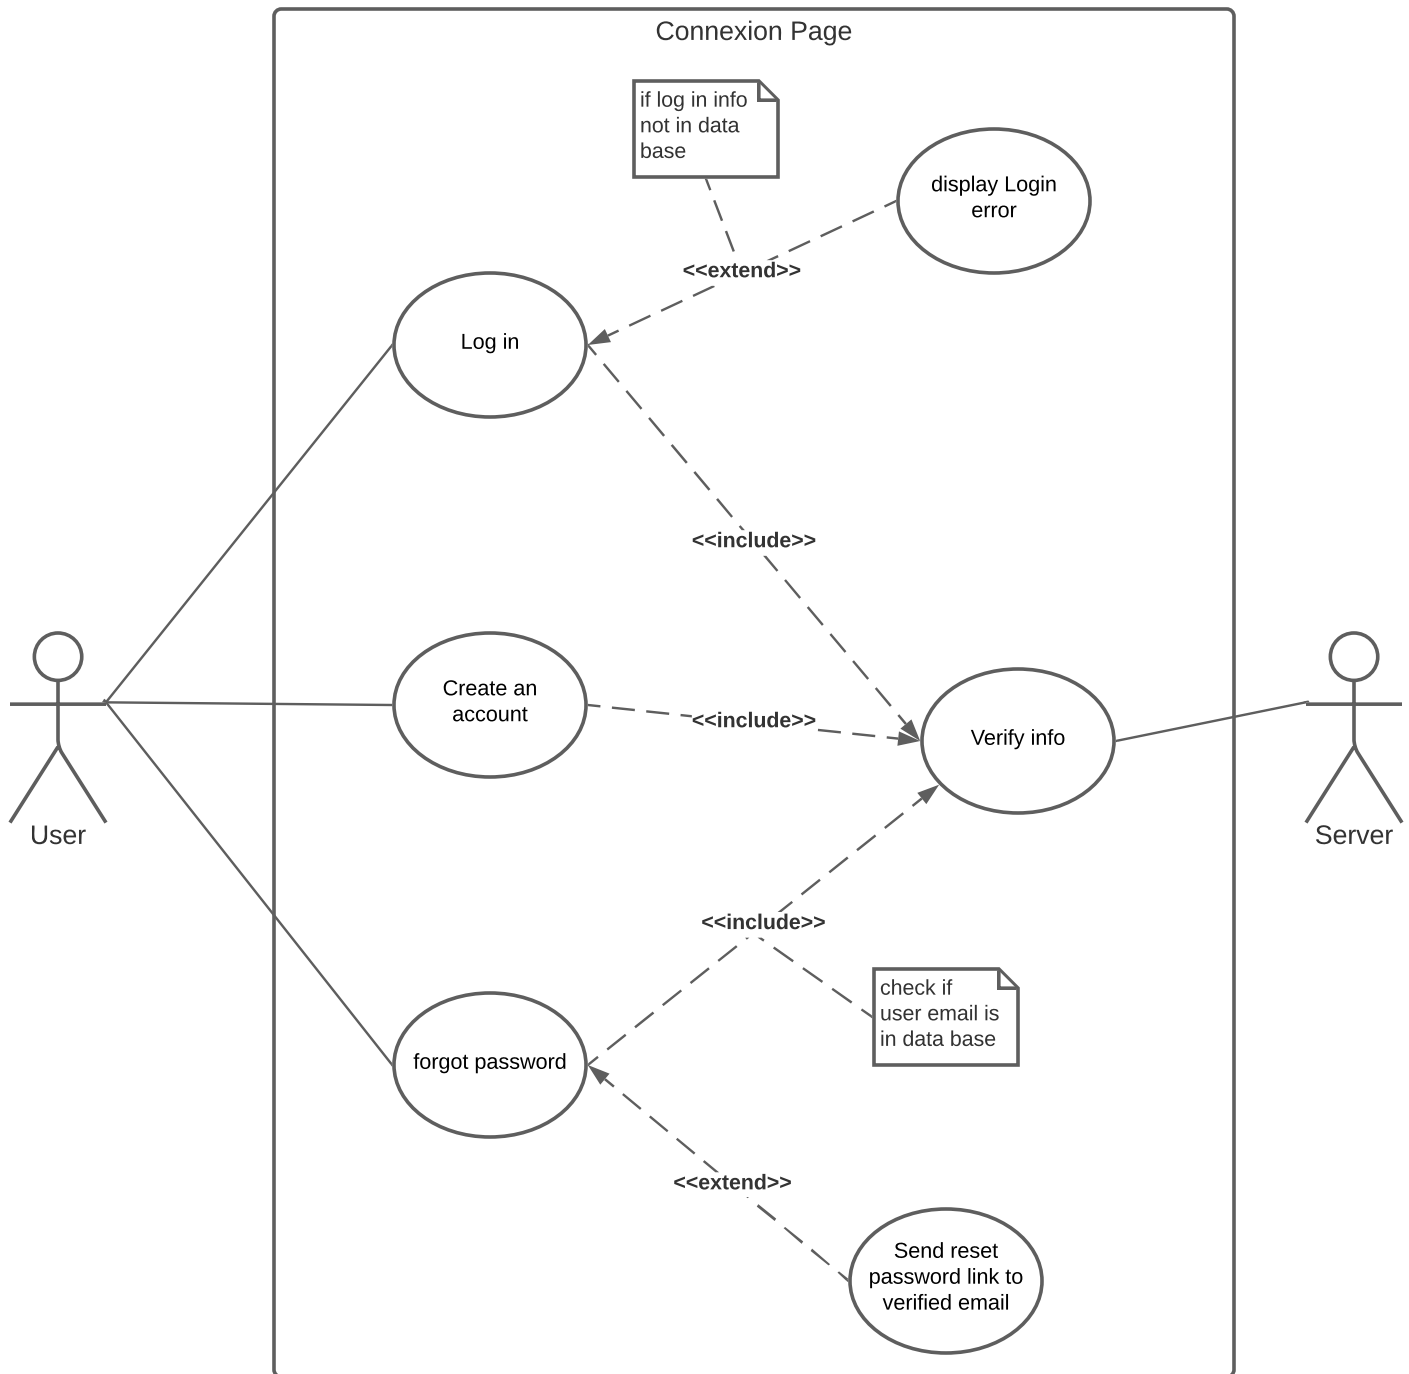 Connexion Page
if log in info
not in data
base
display Login
error
<<extend>>
Log in
<<include>>
Create an
account
<<include>>
Verify info
User
Server
<<include>>
check if
user email is
in data base
forgot password
<<extend>>
Send reset
password link to
verified email